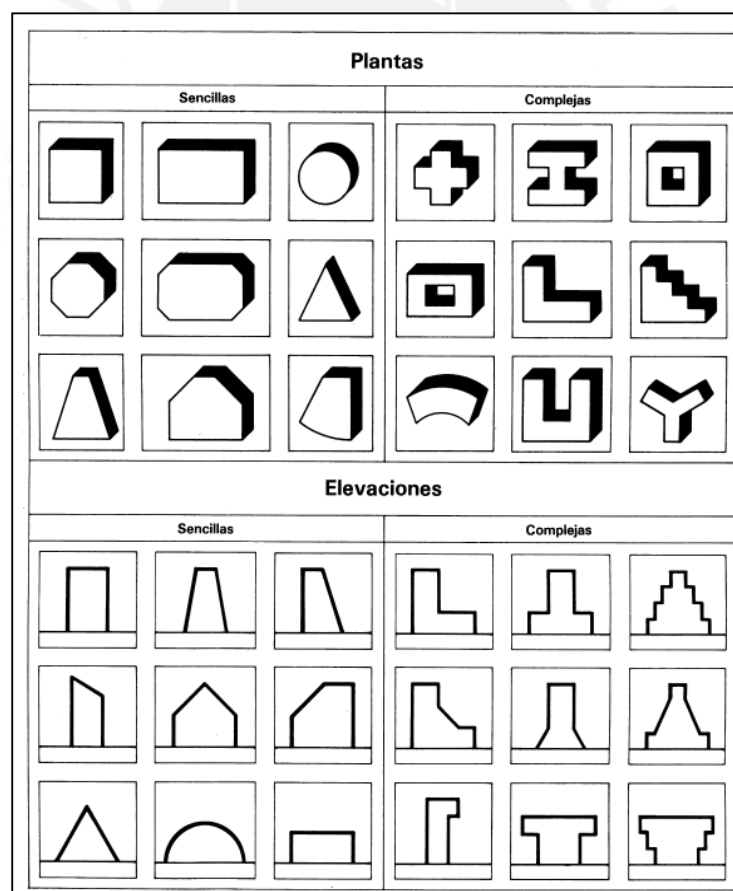 Plantas
Sencillas
Complejas
Elevaciones
Sencillas
Complejas